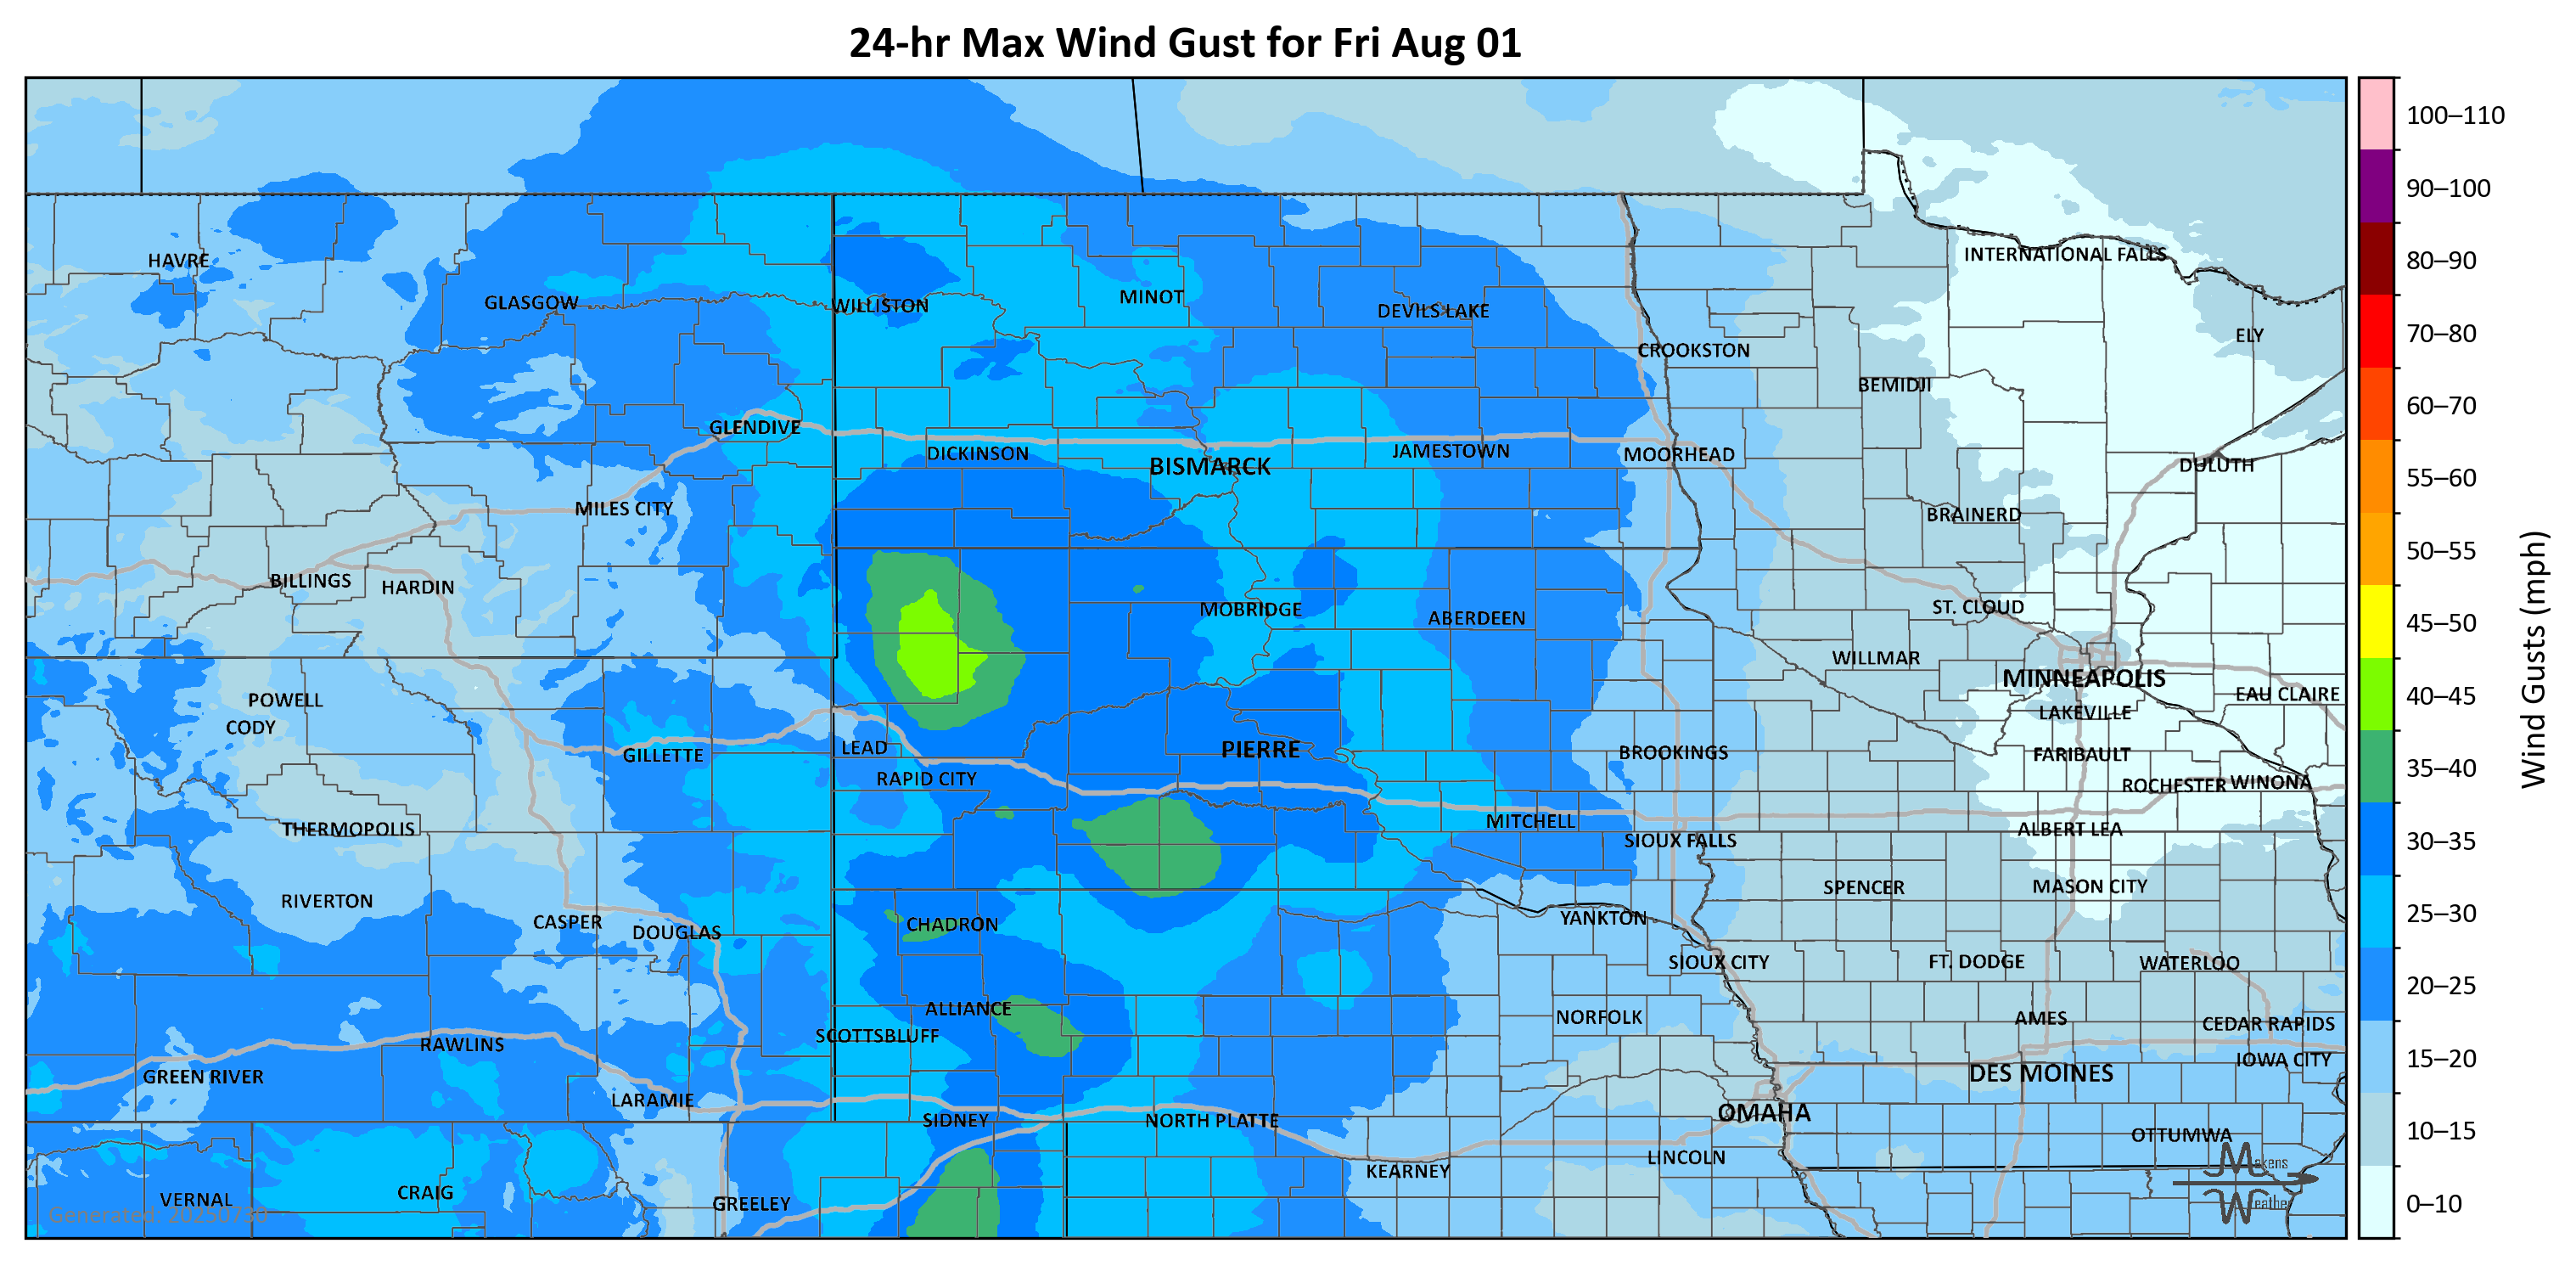 24-hr Max Wind Gust for Fri Aug 01
100–110
90–100
80–90
70–80
60–70
55–60
50–55
45–50
40–45
35–40
30–35
25–30
20–25
15–20
10–15
0–10
Wind Gusts (mph)
HAVRE
INTERNATIONAL FALLS
GLASGOW
WILLISTON
MINOT
DEVILS LAKE
ELY
CROOKSTON
BEMIDJI
GLENDIVE
DICKINSON
BISMARCK
JAMESTOWN
MOORHEAD
DULUTH
MILES CITY
BRAINERD
BILLINGS
HARDIN
MOBRIDGE
ABERDEEN
ST. CLOUD
WILLMAR
MINNEAPOLIS
EAU CLAIRE
POWELL
CODY
LAKEVILLE
GILLETTE
LEAD
PIERRE
BROOKINGS
FARIBAULT
RAPID CITY
ROCHESTER
WINONA
THERMOPOLIS
MITCHELL
SIOUX FALLS
ALBERT LEA
RIVERTON
SPENCER
MASON CITY
CASPER
DOUGLAS
CHADRON
YANKTON
SIOUX CITY
FT. DODGE
WATERLOO
ALLIANCE
NORFOLK
AMES
CEDAR RAPIDS
RAWLINS
SCOTTSBLUFF
IOWA CITY
GREEN RIVER
DES MOINES
LARAMIE
SIDNEY
NORTH PLATTE
OMAHA
OTTUMWA
KEARNEY
LINCOLN
VERNAL
CRAIG
GREELEY
Generated: 20250730
Makens
Weather